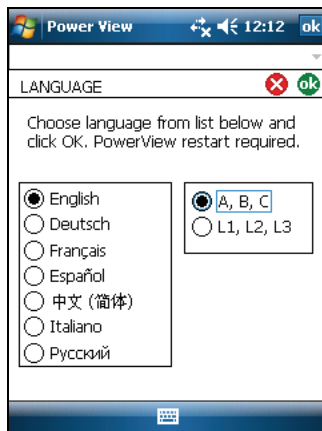 Power View 12:12 ok
LANGUAGE ok
Choose language from list below and
click OK. PowerView restart required.
English
Deutsch
Français
Español
中文 (简体)
Italiano
Русский
A, B, C
L1, L2, L3